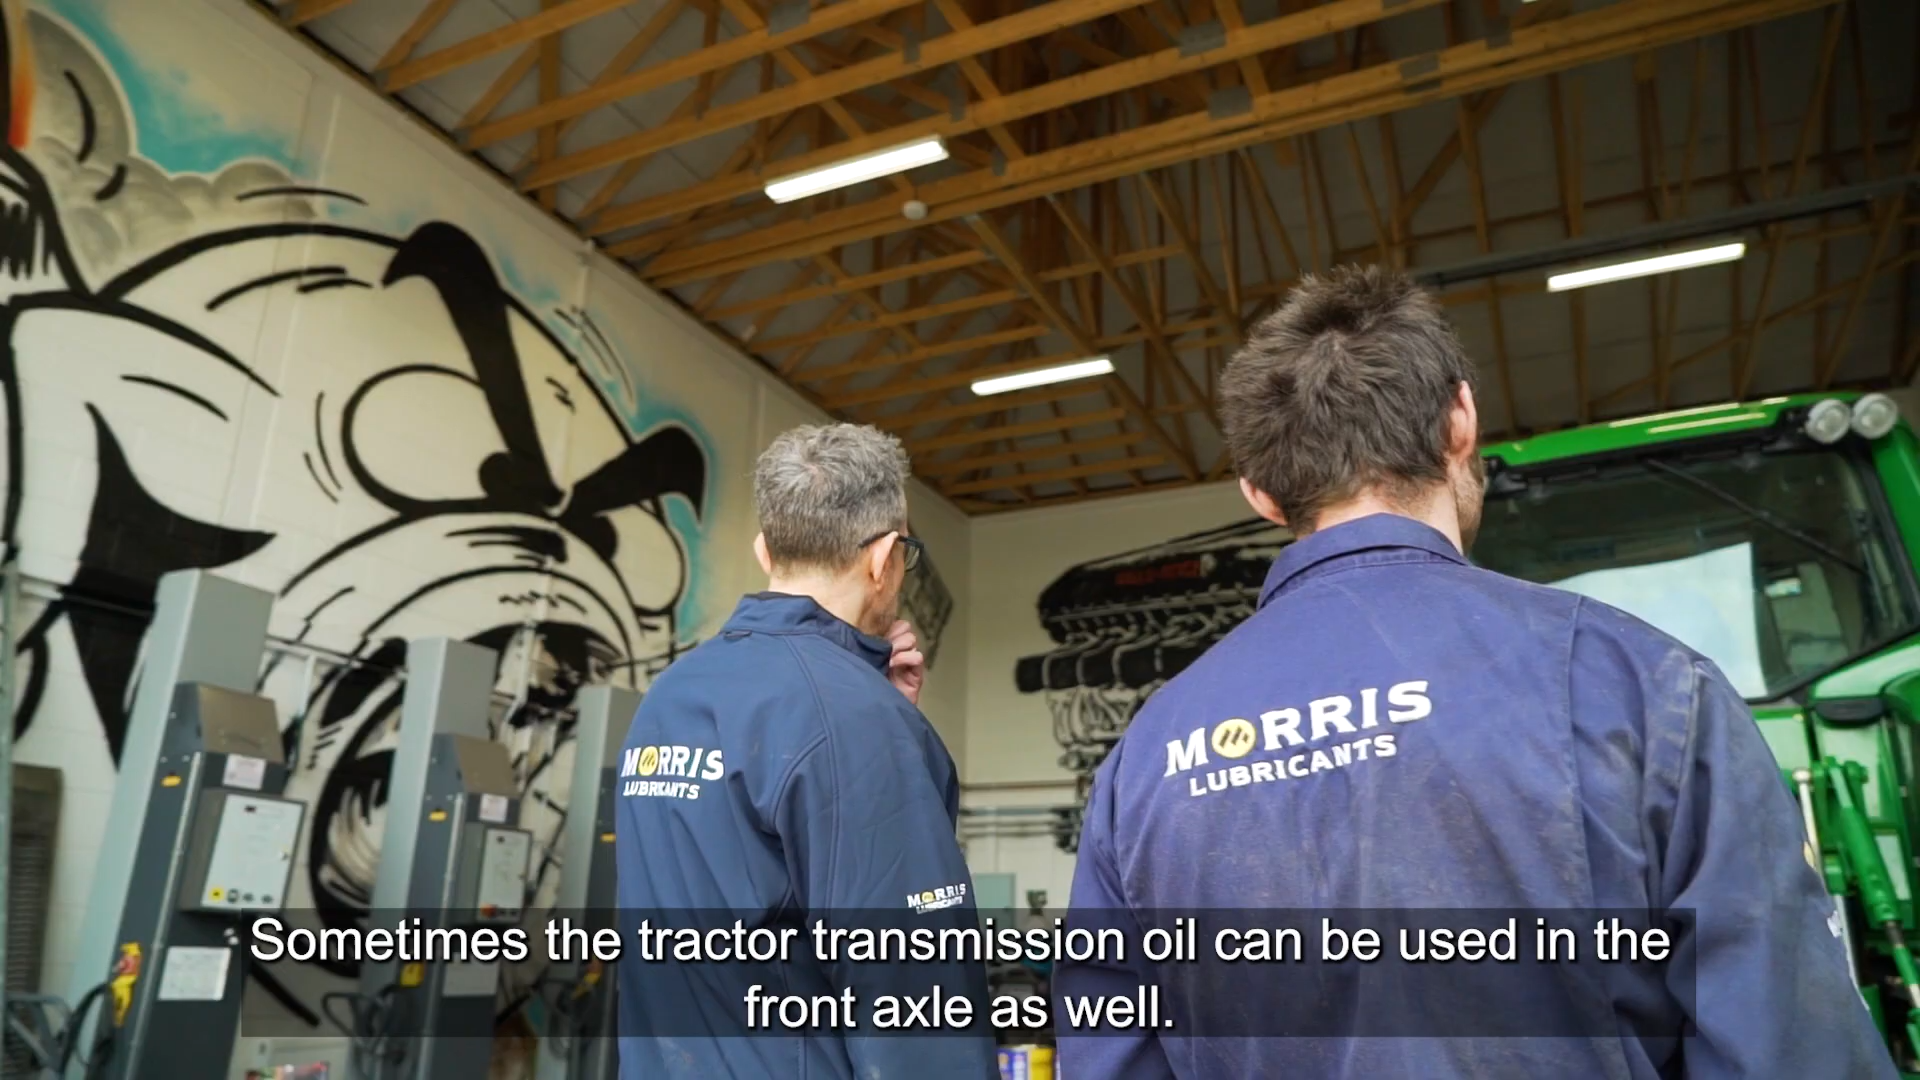 MORRIS
LUBRICANTS
MORRIS
LUBRICANTS
MORRIS
LUBRICANTS
Sometimes the tractor transmission oil can be used in the
front axle as well.